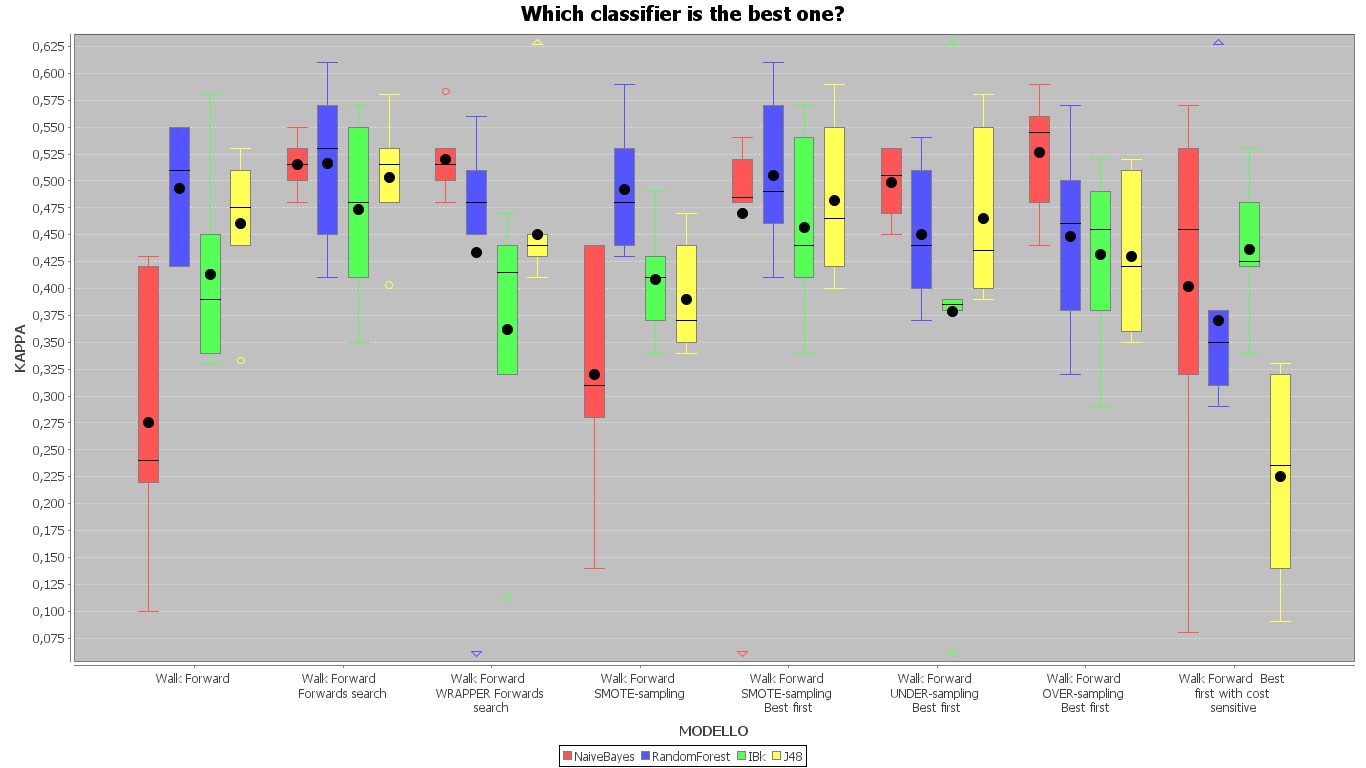 Which classifier is the best one?
0,625
0,600
0,575
0,550
0,525
0,500
0,475
0,450
0,425
0,400
0,375
0,350
0,325
0,300
0,275
0,250
0,225
0,200
0,175
0,150
0,125
0,100
0,075
KAPPA
Walk Forward
Walk Forward
Forwards search
Walk Forward
WRAPPER Forwards
search
Walk Forward
SMOTE-sampling
Walk Forward
SMOTE-sampling
Best first
Walk Forward
UNDER-sampling
Best first
Walk Forward
OVER-sampling
Best first
Walk Forward Best
first with cost
sensitive
MODELLO
NaiveBayes RandomForest IBk J48